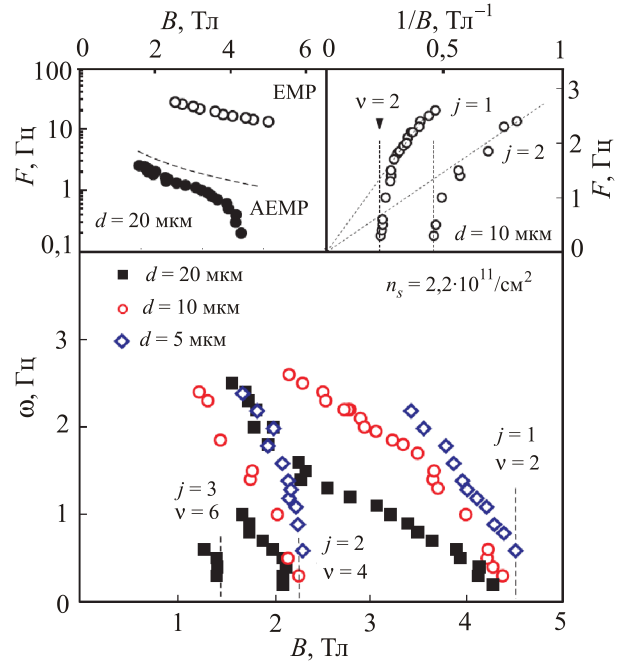 B, Тл
1/B, Тл⁻¹
2 4 6
0 0,5 1
100
10
1
0,1
F, Гц
EMP
AEMP
d = 20 мкм
ν = 2
j = 1
j = 2
d = 10 мкм
3
2
1
0
F, Гц
d = 20 мкм
d = 10 мкм
d = 5 мкм
nₛ = 2,2·10¹¹/см²
3
2
1
0
ω, Гц
j = 1
ν = 2
j = 3
ν = 6
j = 2
ν = 4
1 2 3 4 5
B, Тл